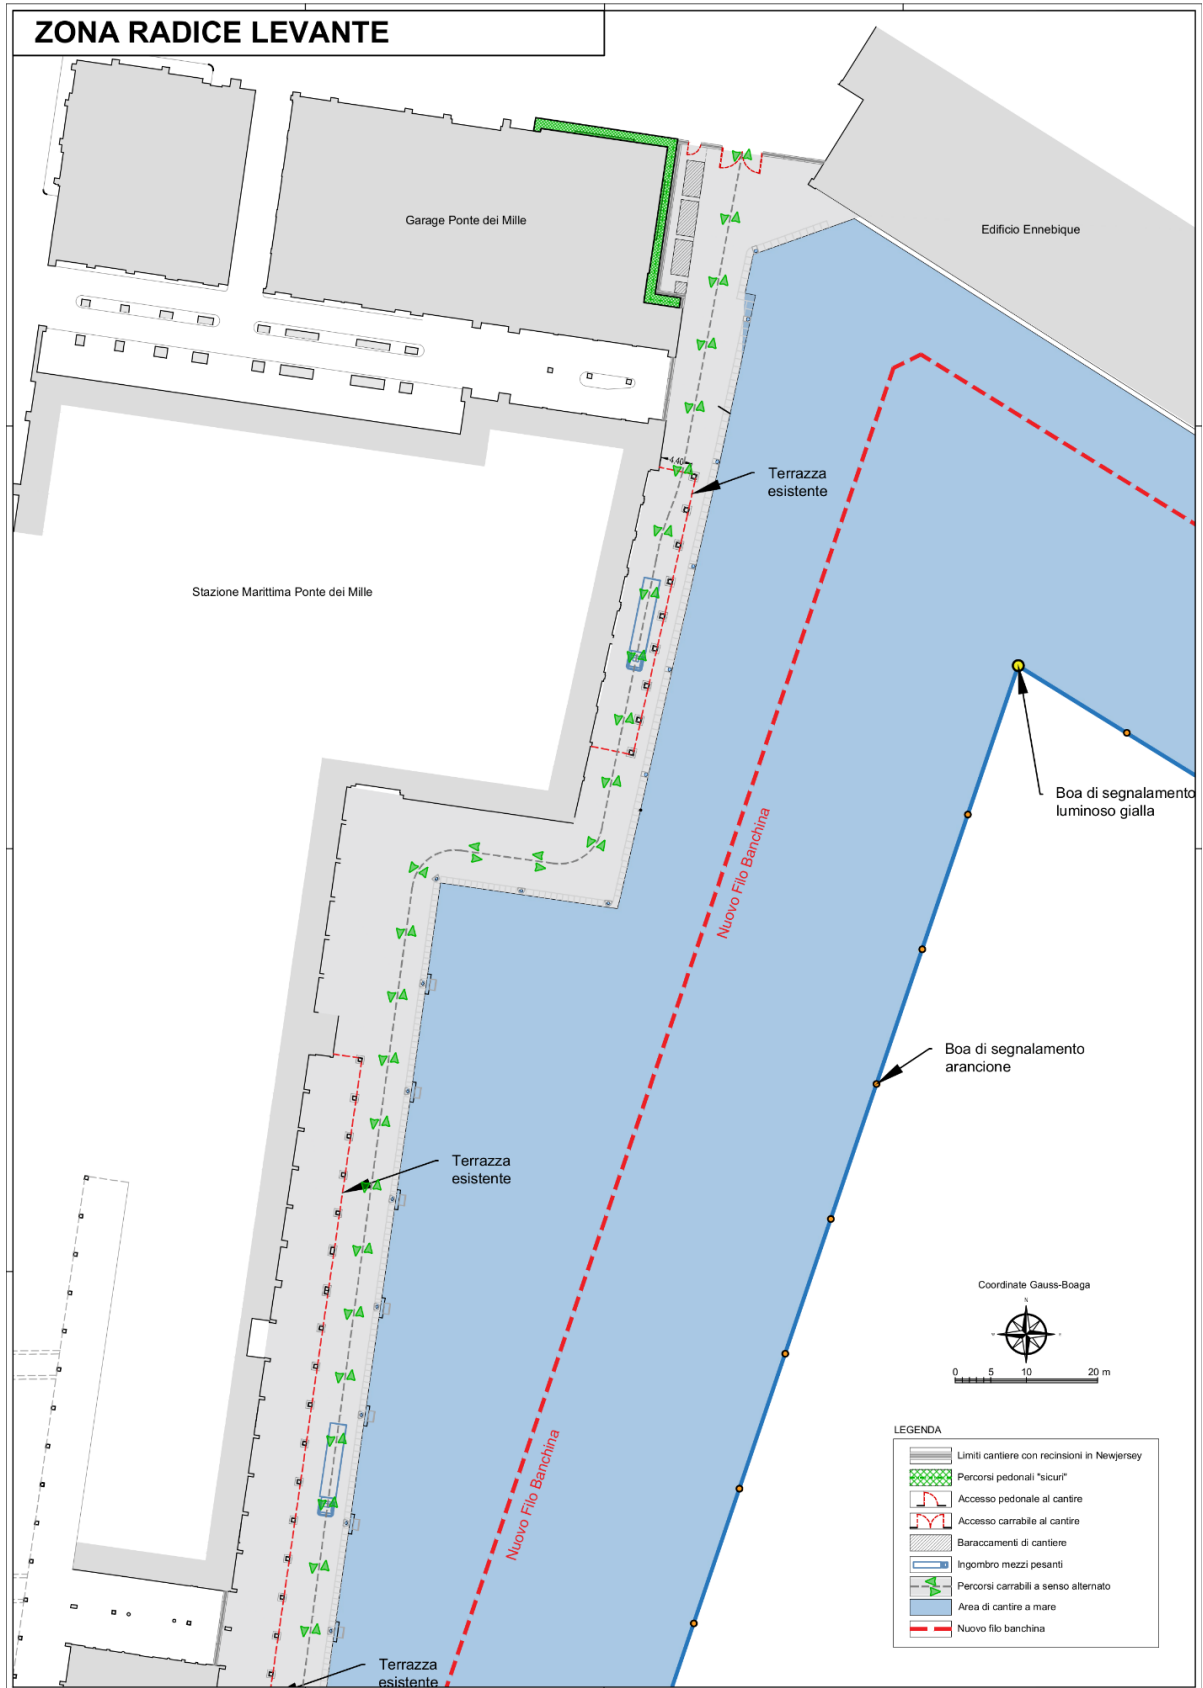 ZONA RADICE LEVANTE
Garage Ponte dei Mille
Edificio Ennebique
4,40
Terrazza
esistente
Stazione Marittima Ponte dei Mille
Boa di segnalamento
luminoso gialla
Nuovo Filo Banchina
Boa di segnalamento
arancione
Terrazza
esistente
Coordinate Gauss-Boaga
N
0 5 10 20 m
Nuovo Filo Banchina
LEGENDA
Limiti cantiere con recinsioni in Newjersey
Percorsi pedonali "sicuri"
Accesso pedonale al cantire
Accesso carrabile al cantire
Baraccamenti di cantiere
Ingombro mezzi pesanti
Percorsi carrabili a senso alternato
Area di cantire a mare
Nuovo filo banchina
Terrazza
esistente